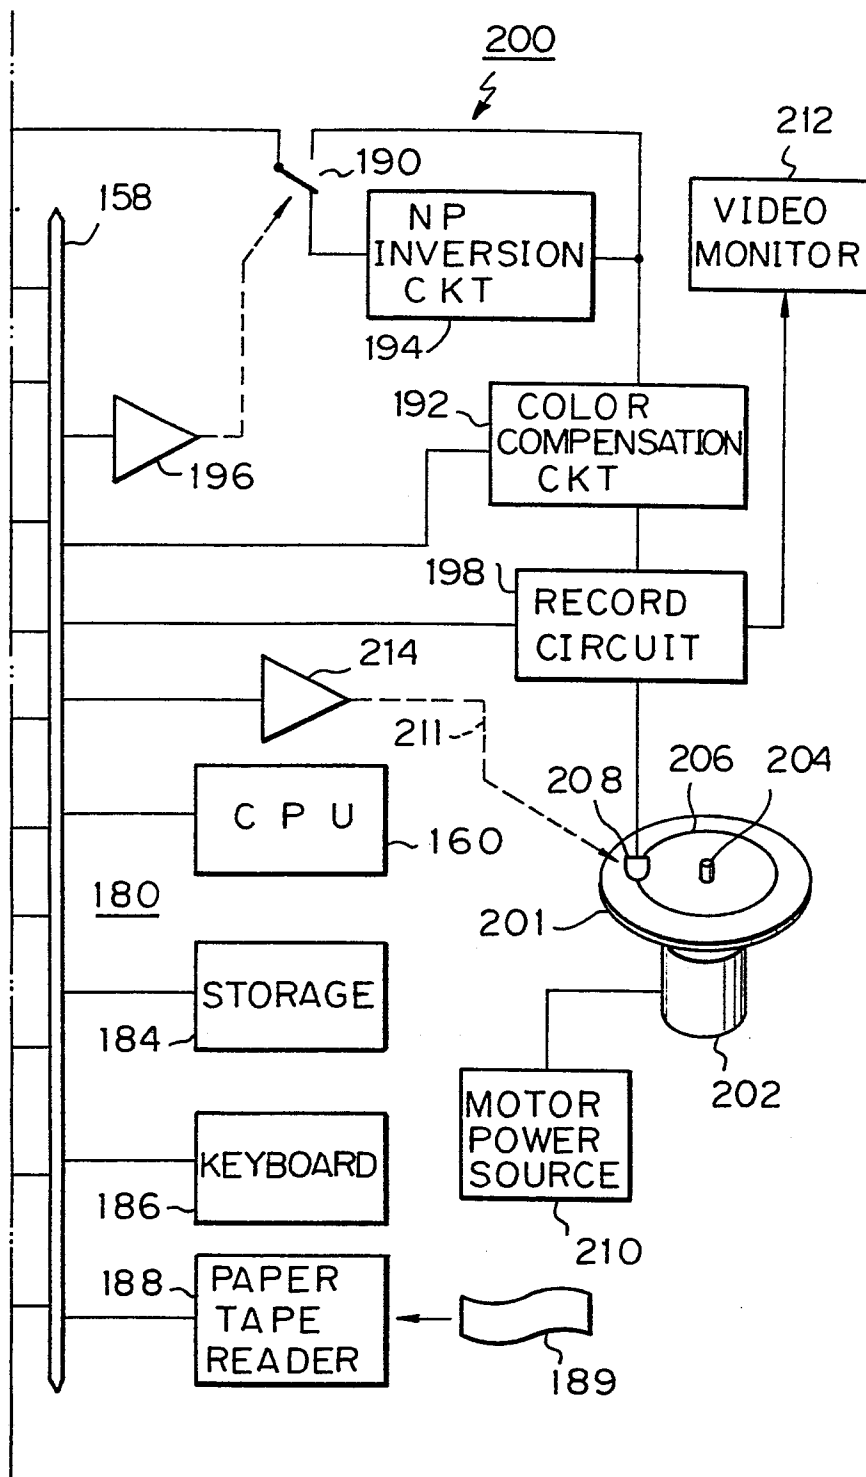 200
212
190
158
NP
INVERSION
CKT
VIDEO
MONITOR
194
192
COLOR
COMPENSATION
CKT
196
198
RECORD
CIRCUIT
214
211
206
204
208
CPU
160
180
201
STORAGE
184
202
MOTOR
POWER
SOURCE
KEYBOARD
186
210
188
PAPER
TAPE
READER
189